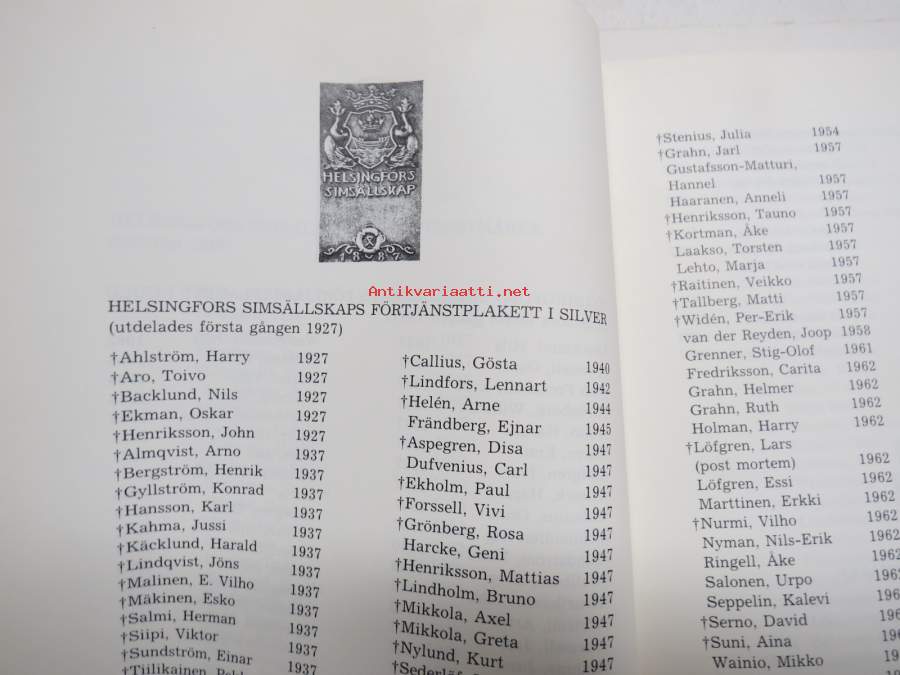 HELSINGFORS
SIMSÄLLSKAP
1887
Antikvariaatti.net
HELSINGFORS SIMSÄLLSKAPS FÖRTJÄNSTPLAKETT I SILVER
(utdelades första gången 1927)
†Ahlström, Harry 1927
†Aro, Toivo 1927
†Backlund, Nils 1927
†Ekman, Oskar 1927
†Henriksson, John 1927
†Almqvist, Arno 1937
†Bergström, Henrik 1937
†Gyllström, Konrad 1937
†Hansson, Karl 1937
†Kahma, Jussi 1937
†Käcklund, Harald 1937
†Lindqvist, Jöns 1937
†Malinen, E. Vilho 1937
†Mäkinen, Esko 1937
†Salmi, Herman 1937
†Siipi, Viktor 1937
†Sundström, Einar 1937
†Tiilikainen, 1937
†Callius, Gösta 1940
†Lindfors, Lennart 1942
†Helén, Arne 1944
Frändberg, Ejnar 1945
†Aspegren, Disa 1947
Dufvenius, Carl 1947
†Ekholm, Paul 1947
†Forssell, Vivi 1947
†Grönberg, Rosa 1947
Harcke, Geni 1947
†Henriksson, Mattias 1947
†Lindholm, Bruno 1947
†Mikkola, Axel 1947
†Mikkola, Greta 1947
†Nylund, Kurt 1947
1947
†Stenius, Julia 1954
†Grahn, Jarl 1957
Gustafsson-Matturi,
Hannel 1957
Haaranen, Anneli 1957
†Henriksson, Tauno 1957
†Kortman, Åke 1957
Laakso, Torsten 1957
Lehto, Marja 1957
†Raitinen, Veikko 1957
†Tallberg, Matti 1957
†Widén, Per-Erik 1957
van der Reyden, Joop 1958
Grenner, Stig-Olof 1961
Fredriksson, Carita 1962
Grahn, Helmer 1962
Grahn, Ruth 1962
Holman, Harry 1962
†Löfgren, Lars
(post mortem) 1962
Löfgren, Essi 1962
Marttinen, Erkki 1962
†Nurmi, Vilho 1962
Nyman, Nils-Erik 1962
Ringell, Åke 1962
Salonen, Urpo 1962
Seppelin, Kalevi
†Serno, David
†Suni, Aina
Wainio, Mikko